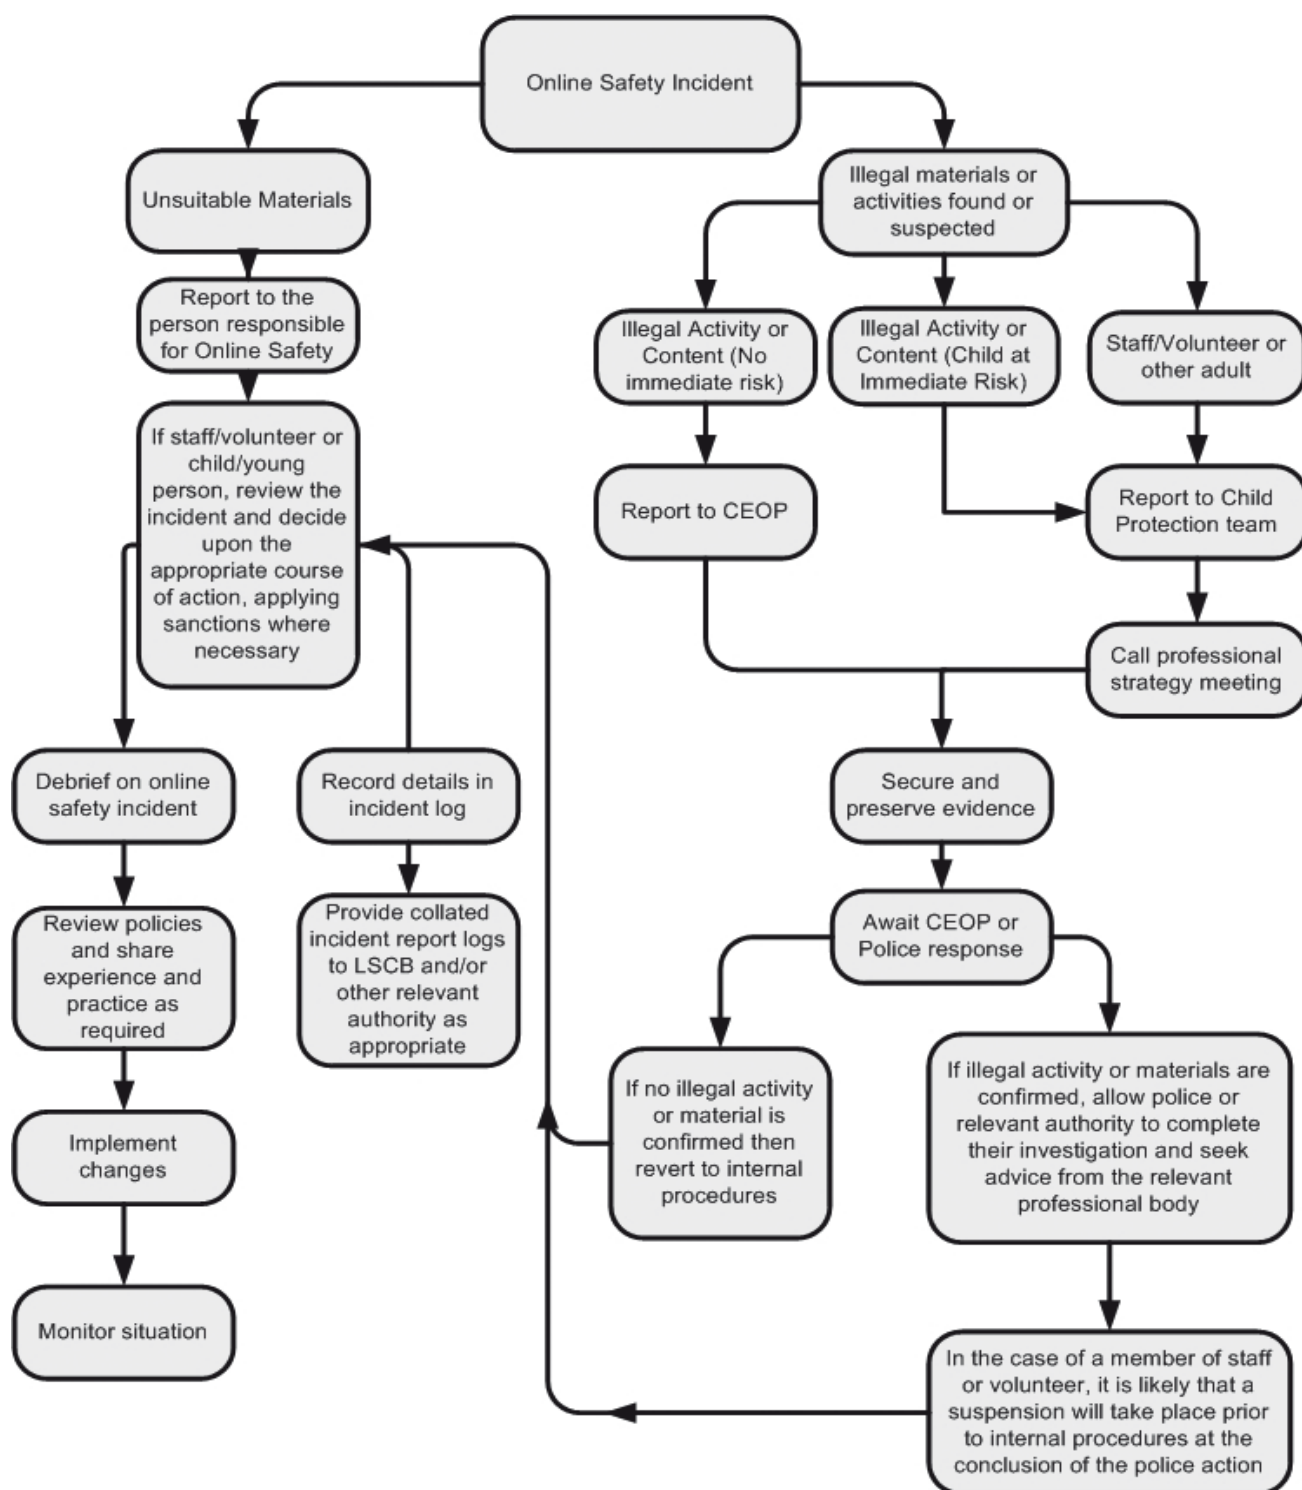 Online Safety Incident
Unsuitable Materials
Report to the
person responsible
for Online Safety
If staff/volunteer or
child/young
person, review the
incident and decide
upon the
appropriate course
of action, applying
sanctions where
necessary
Debrief on online
safety incident
Review policies
and share
experience and
practice as
required
Implement
changes
Monitor situation
Record details in
incident log
Provide collated
incident report logs
to LSCB and/or
other relevant
authority as
appropriate
Illegal materials or
activities found or
suspected
Illegal Activity or
Content (No
immediate risk)
Illegal Activity or
Content (Child at
Immediate Risk)
Staff/Volunteer or
other adult
Report to CEOP
Report to Child
Protection team
Call professional
strategy meeting
Secure and
preserve evidence
Await CEOP or
Police response
If no illegal activity
or material is
confirmed then
revert to internal
procedures
If illegal activity or materials are
confirmed, allow police or
relevant authority to complete
their investigation and seek
advice from the relevant
professional body
In the case of a member of staff
or volunteer, it is likely that a
suspension will take place prior
to internal procedures at the
conclusion of the police action